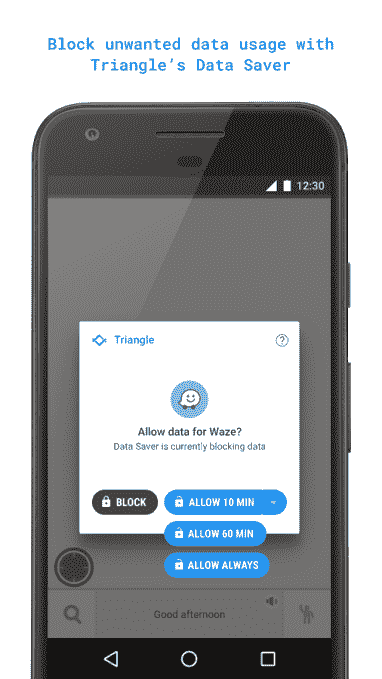 Block unwanted data usage with
Triangle's Data Saver
12:30
Triangle
?
Allow data for Waze?
Data Saver is currently blocking data
BLOCK
ALLOW 10 MIN
ALLOW 60 MIN
ALLOW ALWAYS
Good afternoon